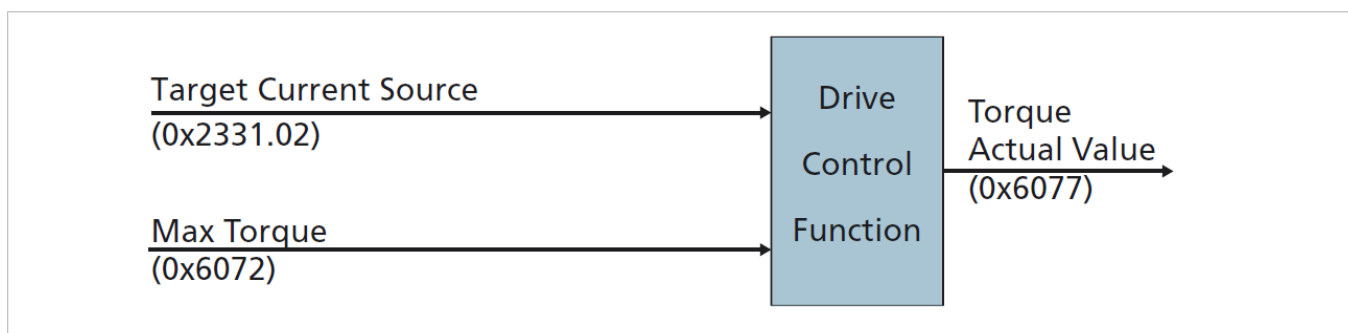 Target Current Source
(0x2331.02)
Max Torque
(0x6072)
Drive
Control
Function
Torque
Actual Value
(0x6077)